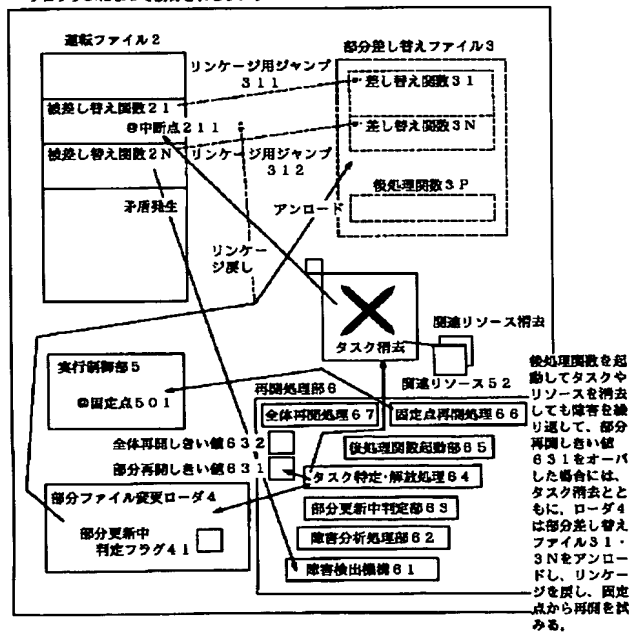 運転ファイル2
部分差し替えファイル3
リンケージ用ジャンプ
311
差し替え関数31
被差し替え関数21
@中断点211
差し替え関数3N
被差し替え関数2N
リンケージ用ジャンプ
312
後処理関数3P
矛盾発生
アンロード
リンケー
ジ戻し
タスク消去
関連リソース消去
関連リソース52
実行制御部5
@固定点501
再開処理部6
全体再開処理67
固定点再開処理66
全体再開しきい値632
後処理関数起動部65
部分再開しきい値631
タスク特定・解放処理64
部分ファイル変更ローダ4
部分更新中判定部63
部分更新中
判定フラグ41
障害分析処理部62
障害検出機構61
後処理関数を起
動してタスクや
リソースを消去
しても障害を繰
り返して、部分
再開しきい値
631をオーバ
した場合には、
タスク消去とと
もに、ローダ4
は部分差し替え
ファイル31・
3Nをアンロー
ドし、リンケー
ジを戻し、固定
点から再開を試
みる。